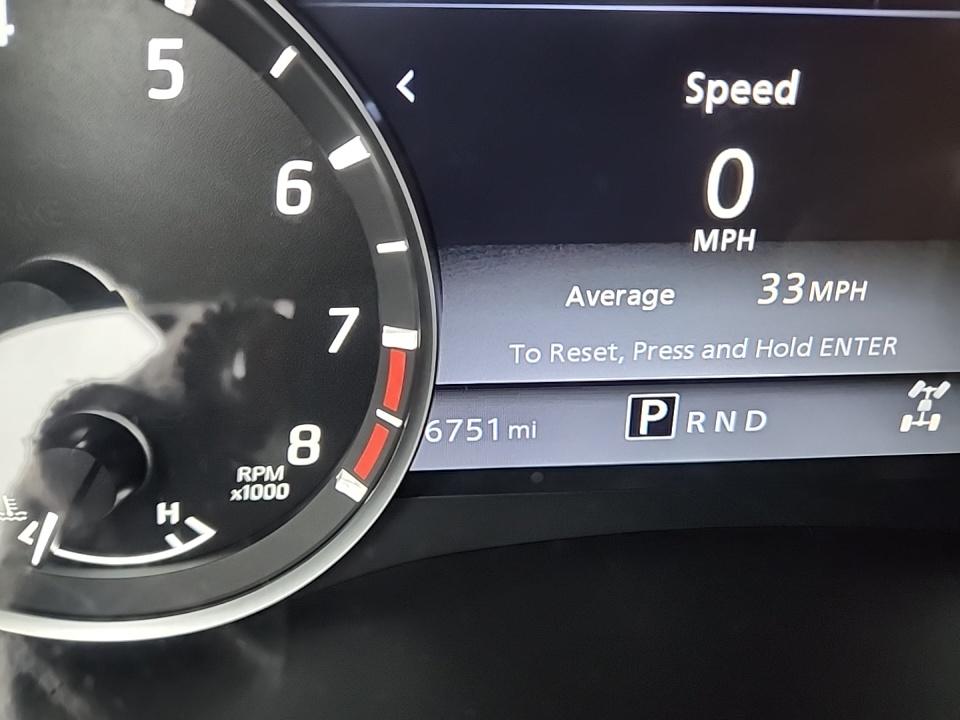 5
6
7
8
RPM
x1000
H
Speed
0
MPH
Average 33 MPH
To Reset, Press and Hold ENTER
6751 mi P R N D